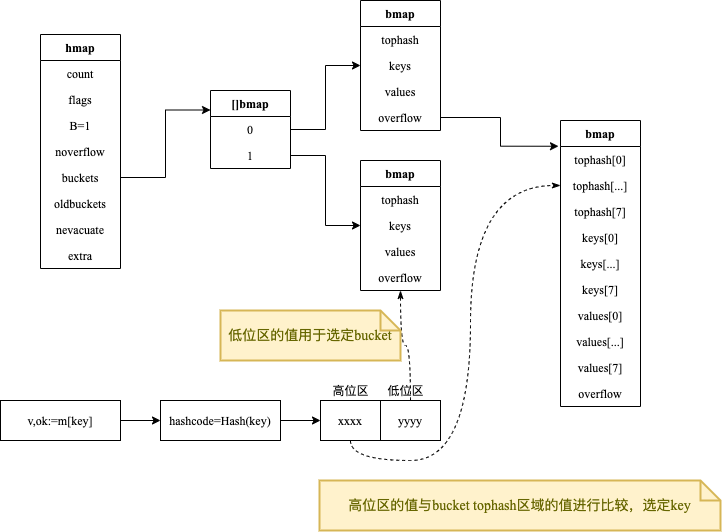 hmap
count
flags
B=1
noverflow
buckets
oldbuckets
nevacuate
extra
[]bmap
0
1
bmap
tophash
keys
values
overflow
bmap
tophash
keys
values
overflow
bmap
tophash[0]
tophash[...]
tophash[7]
keys[0]
keys[...]
keys[7]
values[0]
values[...]
values[7]
overflow
低位区的值用于选定bucket
高位区 低位区
v,ok:=m[key]
hashcode=Hash(key)
xxxx
yyyy
高位区的值与bucket tophash区域的值进行比较，选定key